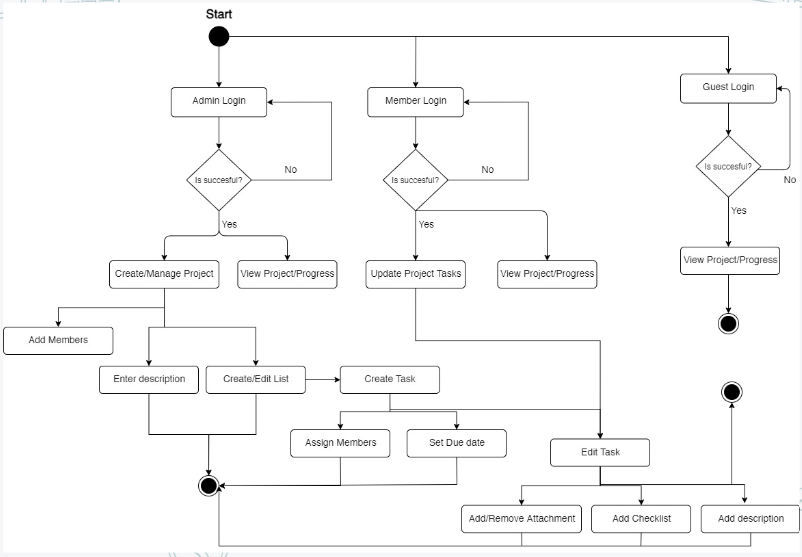 Start
Admin Login
Member Login
Guest Login
Is succesful?
No
Is succesful?
No
Is succesful?
No
Yes
Yes
Yes
Create/Manage Project
View Project/Progress
Update Project Tasks
View Project/Progress
View Project/Progress
Add Members
Enter description
Create/Edit List
Create Task
Assign Members
Set Due date
Edit Task
Add/Remove Attachment
Add Checklist
Add description